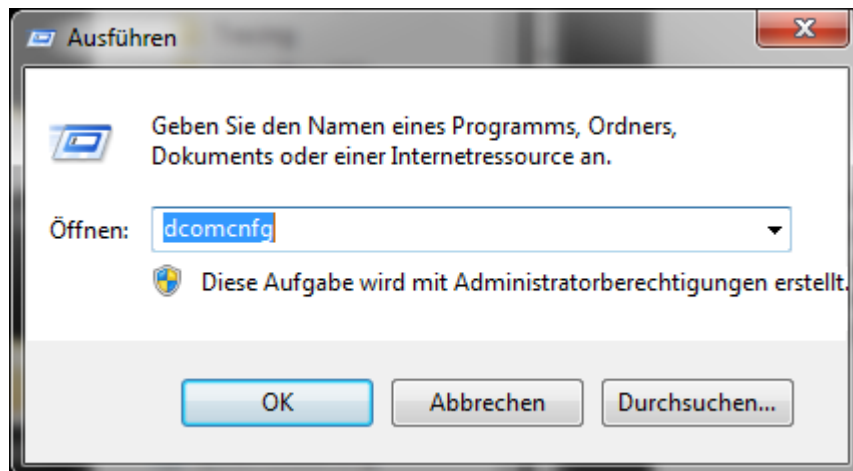 Ausführen
Geben Sie den Namen eines Programms, Ordners,
Dokuments oder einer Internetressource an.
Öffnen: dcomcnfg
Diese Aufgabe wird mit Administratorberechtigungen erstellt.
OK Abbrechen Durchsuchen...